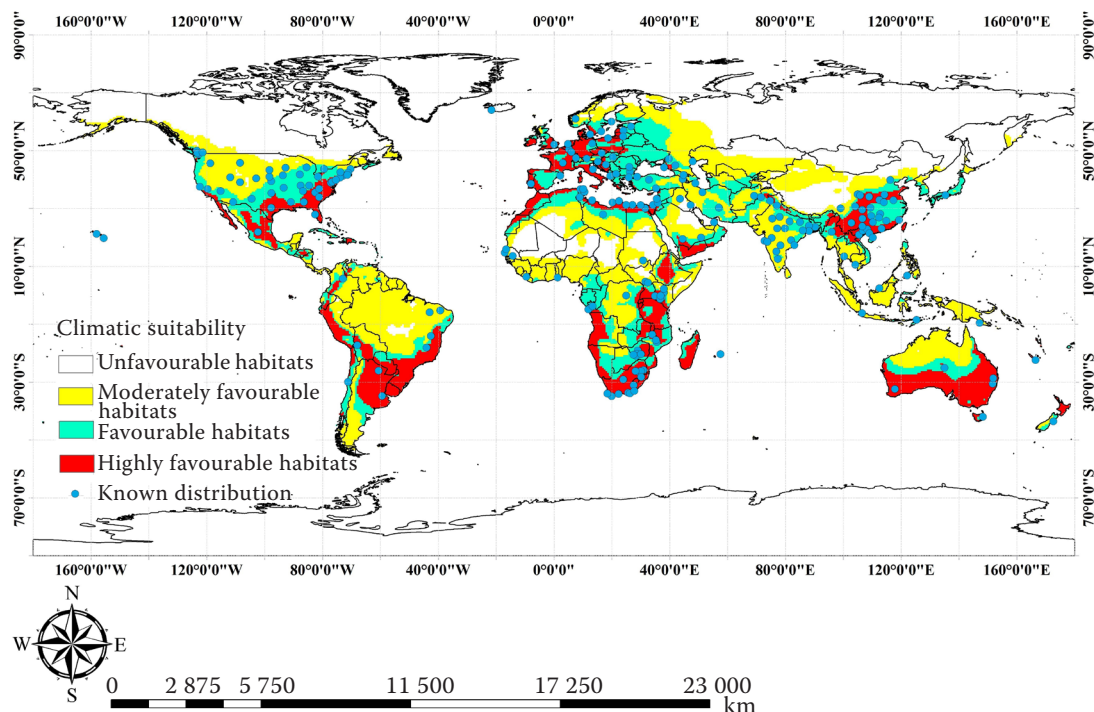 160°0'0"W 120°0'0"W 80°0'0"W 40°0'0"W 0°0'0" 40°0'0"E 80°0'0"E 120°0'0"E 160°0'0"E
90°0'0"N
50°0'0"N
10°0'0"N
30°0'0"S
70°0'0"S
90°0'0"N
50°0'0"N
10°0'0"N
30°0'0"S
70°0'0"S
Climatic suitability
Unfavourable habitats
Moderately favourable
habitats
Favourable habitats
Highly favourable habitats
Known distribution
160°0'0"W 120°0'0"W 80°0'0"W 40°0'0"W 0°0'0" 40°0'0"E 80°0'0"E 120°0'0"E 160°0'0"E
N
W E
S
0 2 875 5 750 11 500 17 250 23 000
km